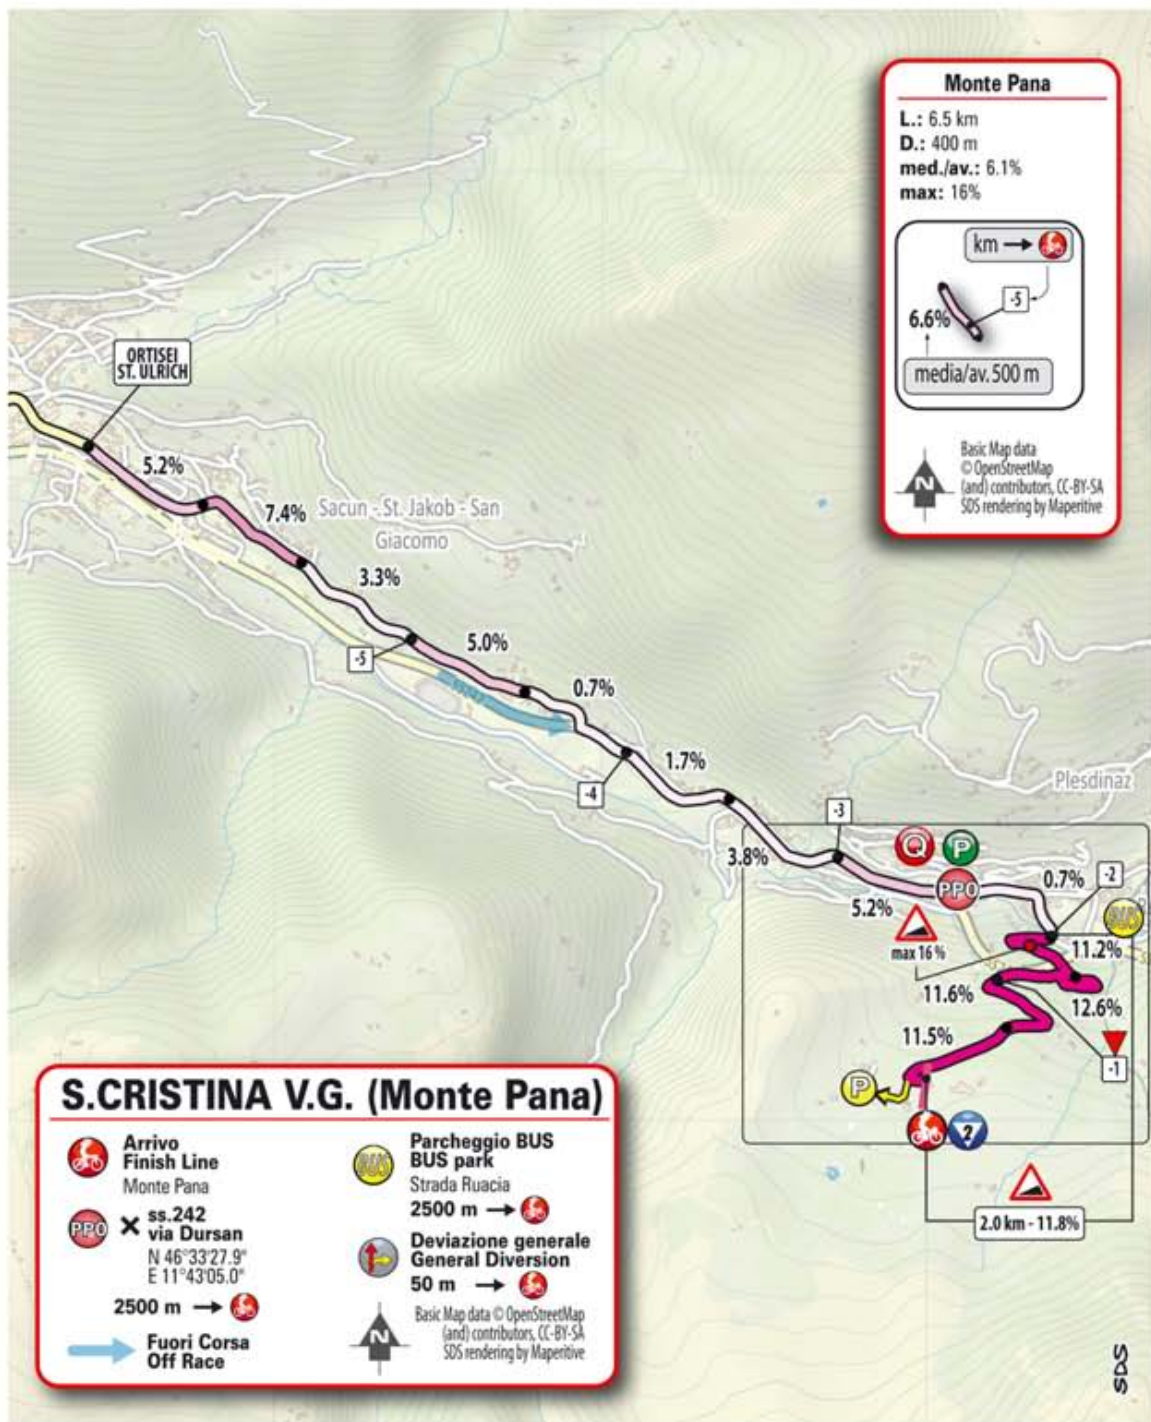 Monte Pana
L.: 6.5 km
D.: 400 m
med./av.: 6.1%
max: 16%
km
-5
6.6%
media/av. 500 m
N
Basic Map data
© OpenStreetMap
(and) contributors, CC-BY-SA
SDS rendering by Maperitive
ORTISEI
ST. ULRICH
5.2%
7.4%
Sacun - St. Jakob - San
Giacomo
3.3%
-5
5.0%
0.7%
-4
1.7%
Plesdinaz
-3
3.8%
Q
P
PPO
5.2%
0.7%
-2
BUS
max 16 %
11.2%
11.6%
12.6%
11.5%
-1
P
2
2.0 km - 11.8%
S.CRISTINA V.G. (Monte Pana)
Arrivo
Finish Line
Monte Pana
PPO
ss.242
via Dursan
N 46°33'27.9"
E 11°43'05.0"
2500 m
Fuori Corsa
Off Race
BUS
Parcheggio BUS
BUS park
Strada Ruacia
2500 m
Deviazione generale
General Diversion
50 m
N
Basic Map data © OpenStreetMap
(and) contributors, CC-BY-SA
SDS rendering by Maperitive
SDS